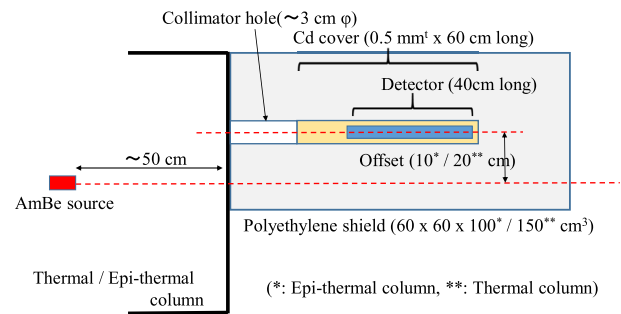 Collimator hole(~3 cm φ)
Cd cover (0.5 mmᵗ x 60 cm long)
Detector (40cm long)
~50 cm
Offset (10* / 20** cm)
AmBe source
Polyethylene shield (60 x 60 x 100* / 150** cm³)
Thermal / Epi-thermal
column
(*: Epi-thermal column, **: Thermal column)